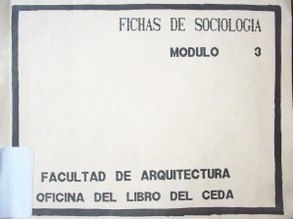 FICHAS DE SOCIOLOGIA
MODULO 3
FACULTAD DE ARQUITECTURA
OFICINA DEL LIBRO DEL CEDA